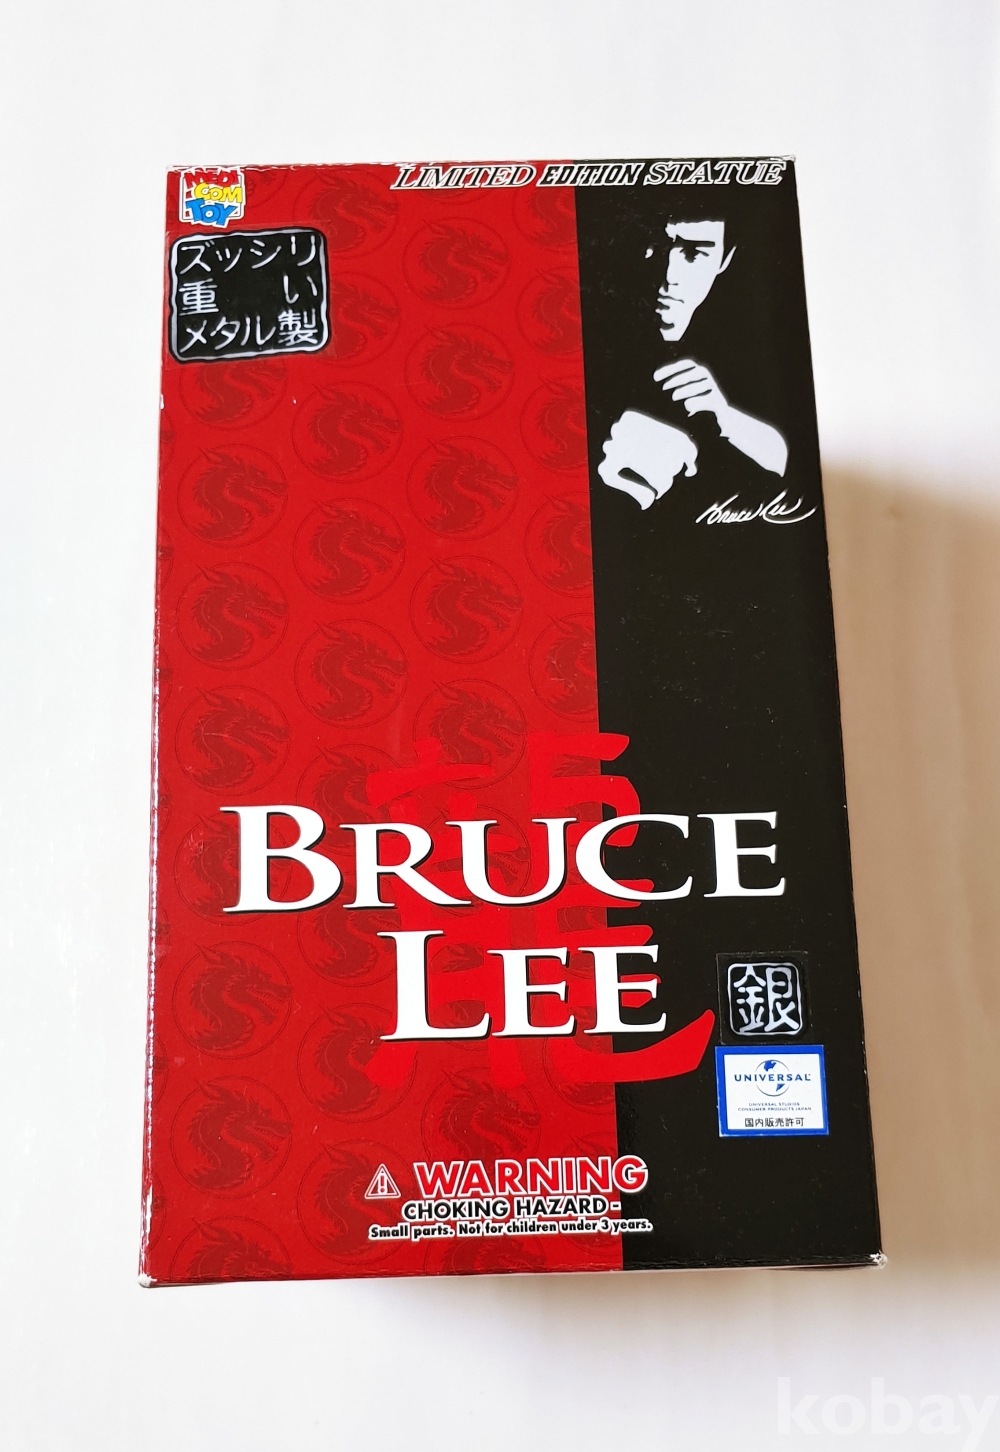 LIMITED EDITION STATUE
MEDI
COM
TOY
ズッシリ
重い
メタル製
Bruce Lee
龍
BRUCE
LEE
銀
UNIVERSAL
UNIVERSAL STUDIOS
CONSUMER PRODUCTS JAPAN
国内販売許可
WARNING
CHOKING HAZARD -
Small parts. Not for children under 3 years.
kobay